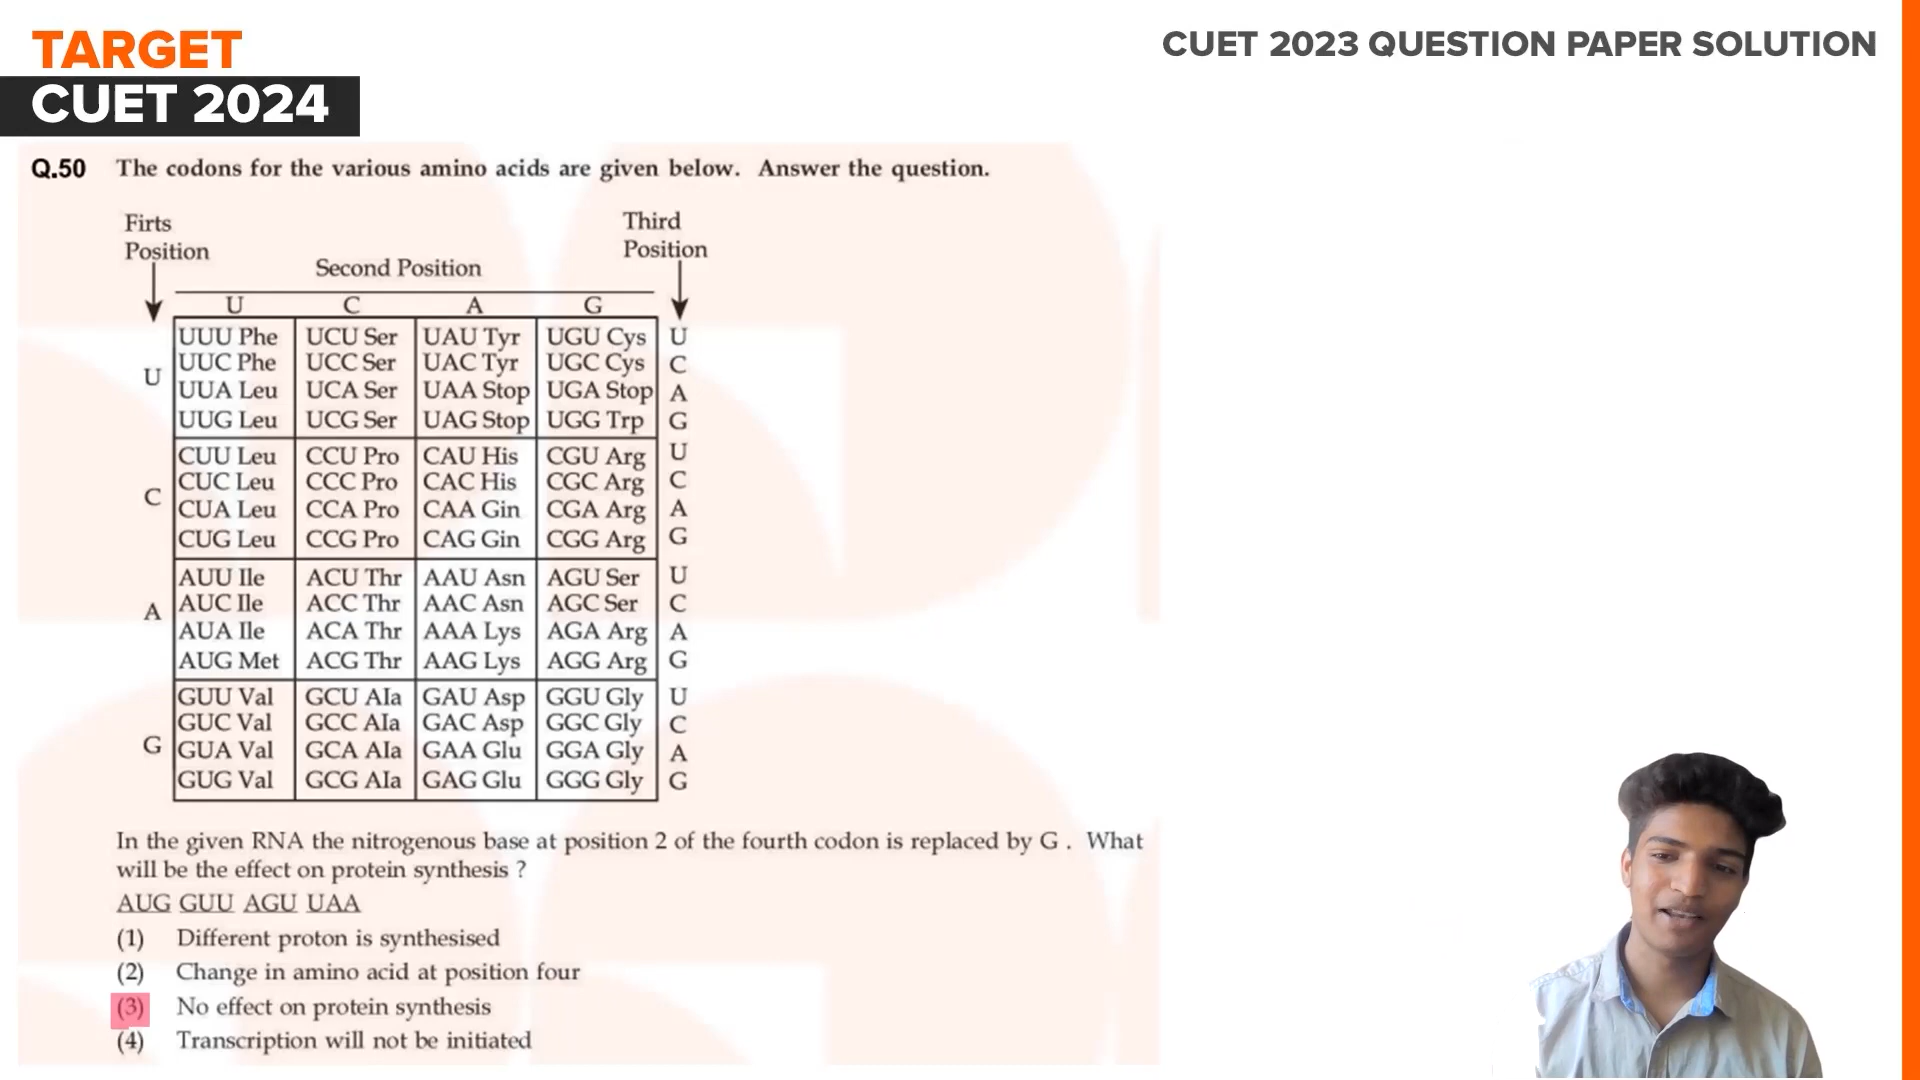 TARGET
CUET 2024
CUET 2023 QUESTION PAPER SOLUTION
Q.50 The codons for the various amino acids are given below. Answer the question.
Firts Position
Second Position
Third Position
U C A G
UUU Phe UCU Ser UAU Tyr UGU Cys U
UUC Phe UCC Ser UAC Tyr UGC Cys C
U
UUA Leu UCA Ser UAA Stop UGA Stop A
UUG Leu UCG Ser UAG Stop UGG Trp G
CUU Leu CCU Pro CAU His CGU Arg U
CUC Leu CCC Pro CAC His CGC Arg C
C
CUA Leu CCA Pro CAA Gin CGA Arg A
CUG Leu CCG Pro CAG Gin CGG Arg G
AUU Ile ACU Thr AAU Asn AGU Ser U
AUC Ile ACC Thr AAC Asn AGC Ser C
A
AUA Ile ACA Thr AAA Lys AGA Arg A
AUG Met ACG Thr AAG Lys AGG Arg G
GUU Val GCU AIa GAU Asp GGU Gly U
GUC Val GCC AIa GAC Asp GGC Gly C
G
GUA Val GCA AIa GAA Glu GGA Gly A
GUG Val GCG AIa GAG Glu GGG Gly G
In the given RNA the nitrogenous base at position 2 of the fourth codon is replaced by G . What
will be the effect on protein synthesis ?
AUG GUU AGU UAA
(1) Different proton is synthesised
(2) Change in amino acid at position four
(3) No effect on protein synthesis
(4) Transcription will not be initiated